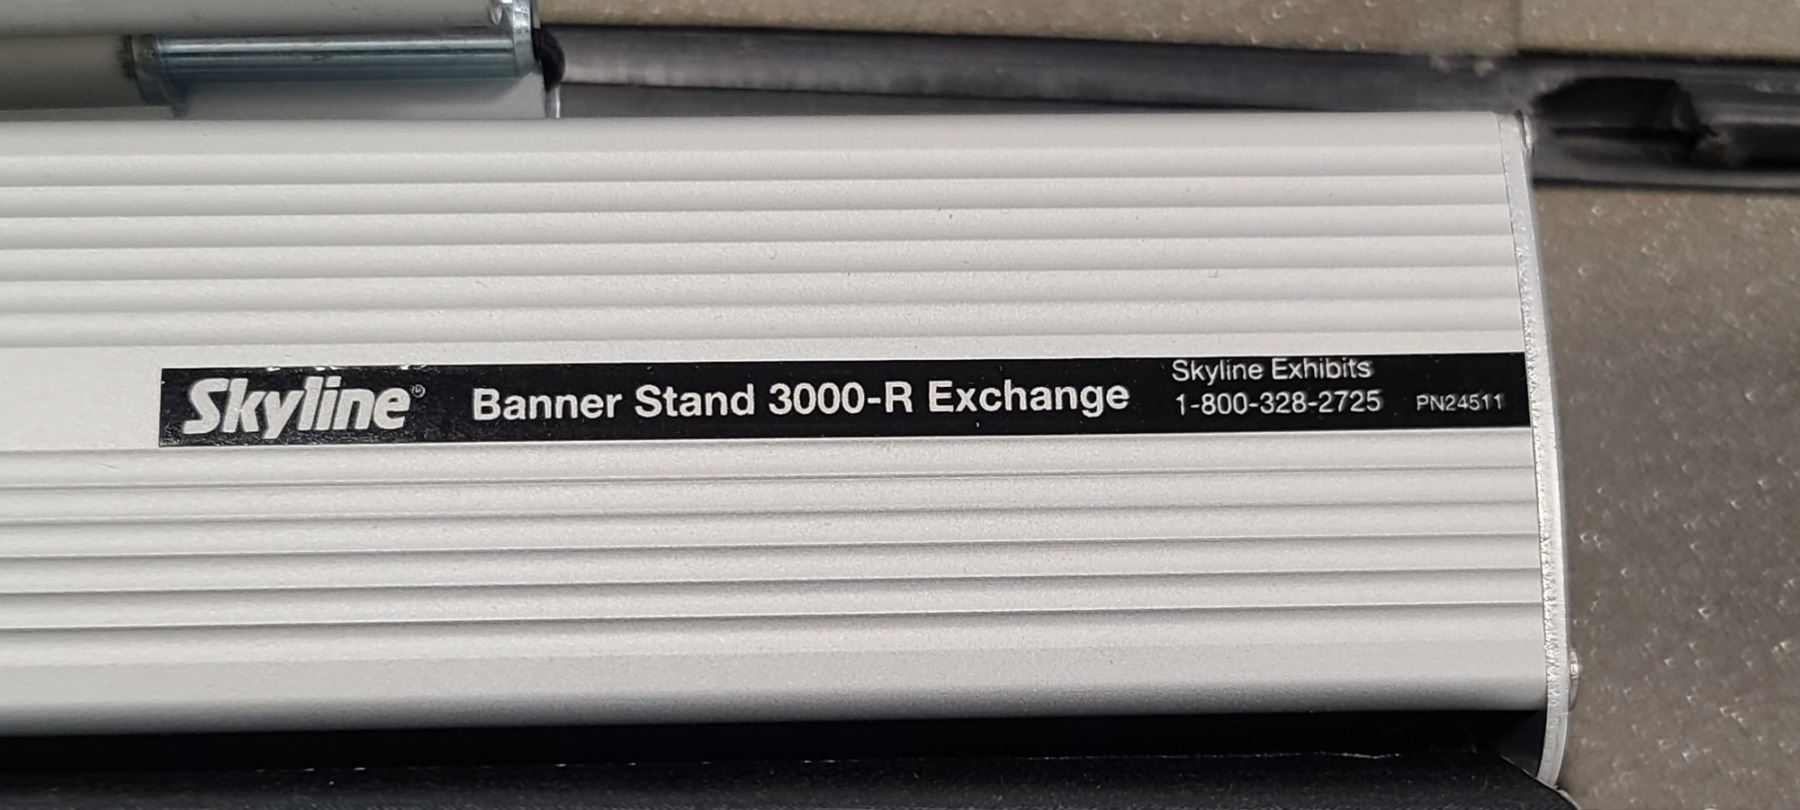 Skyline® Banner Stand 3000-R Exchange
Skyline Exhibits
1-800-328-2725 PN24511